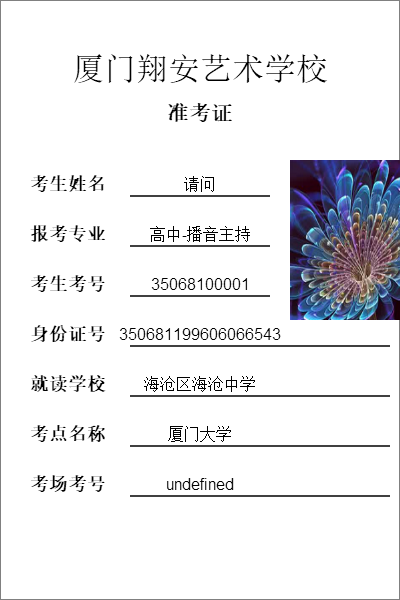 厦门翔安艺术学校
准考证
考生姓名 请问
报考专业 高中-播音主持
考生考号 35068100001
身份证号 350681199606066543
就读学校 海沧区海沧中学
考点名称 厦门大学
考场考号 undefined